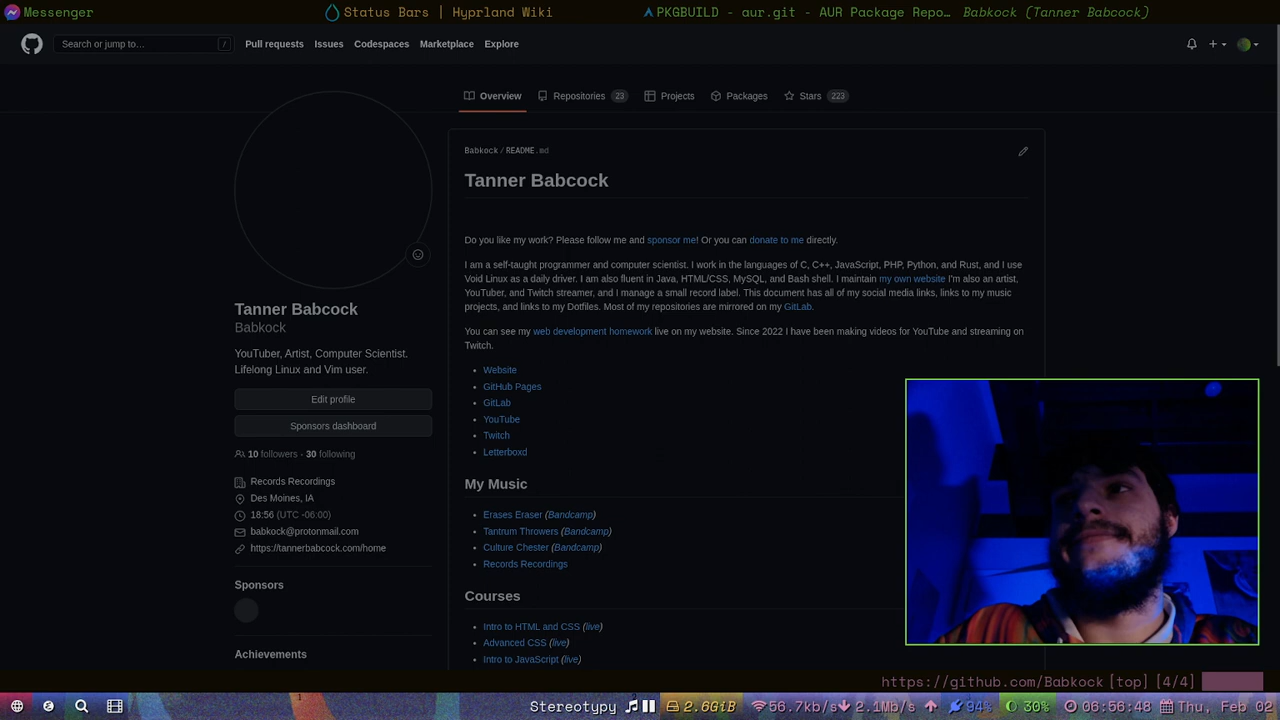 Messenger
Status Bars | Hyprland Wiki
PKGBUILD - aur.git - AUR Package Repo…
Babkock (Tanner Babcock)
Search or jump to…
/
Pull requests
Issues
Codespaces
Marketplace
Explore
Overview
Repositories 23
Projects
Packages
Stars 223
Babkock / README.md
Tanner Babcock
Do you like my work? Please follow me and sponsor me! Or you can donate to me directly.
I am a self-taught programmer and computer scientist. I work in the languages of C, C++, JavaScript, PHP, Python, and Rust, and I use
Void Linux as a daily driver. I am also fluent in Java, HTML/CSS, MySQL, and Bash shell. I maintain my own website I'm also an artist,
YouTuber, and Twitch streamer, and I manage a small record label. This document has all of my social media links, links to my music
projects, and links to my Dotfiles. Most of my repositories are mirrored on my GitLab.
You can see my web development homework live on my website. Since 2022 I have been making videos for YouTube and streaming on
Twitch.
Website
GitHub Pages
GitLab
YouTube
Twitch
Letterboxd
My Music
Erases Eraser (Bandcamp)
Tantrum Throwers (Bandcamp)
Culture Chester (Bandcamp)
Records Recordings
Courses
Intro to HTML and CSS (live)
Advanced CSS (live)
Intro to JavaScript (live)
Tanner Babcock
Babkock
YouTuber, Artist, Computer Scientist.
Lifelong Linux and Vim user.
Edit profile
Sponsors dashboard
10 followers · 30 following
Records Recordings
Des Moines, IA
18:56 (UTC -06:00)
babkock@protonmail.com
https://tannerbabcock.com/home
Sponsors
Achievements
https://github.com/Babkock [top] [4/4]
1
Stereotypy
2.6GiB
56.7kb/s
2.1Mb/s
94%
30%
06:56:48
Thu, Feb 02